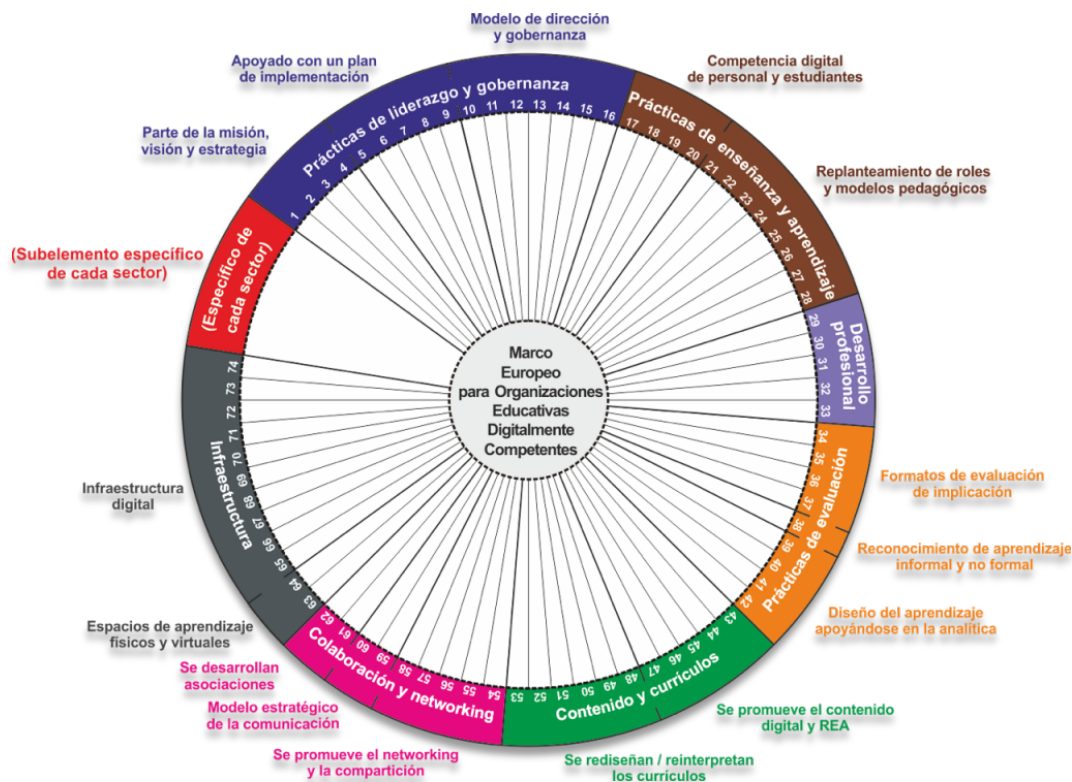 Modelo de dirección
y gobernanza
Apoyado con un plan
de implementación
Competencia digital
de personal y estudiantes
Parte de la misión,
visión y estrategia
Replanteamiento de roles
y modelos pedagógicos
Prácticas de liderazgo y gobernanza
1 2 3 4 5 6 7 8 9 10 11 12 13 14 15 16
Prácticas de enseñanza y aprendizaje
17 18 19 20 21 22 23 24 25 26 27 28
(Subelemento específico
de cada sector)
(Específico de
cada sector)
Desarrollo
profesional
29 30 31 32 33
Marco
Europeo
para Organizaciones
Educativas
Digitalmente
Competentes
Prácticas de evaluación
34 35 36 37 38 39 40 41 42
Formatos de evaluación
de implicación
Reconocimiento de aprendizaje
informal y no formal
Diseño del aprendizaje
apoyándose en la analítica
Contenido y currículos
43 44 45 46 47 48 49 50 51 52 53
Se promueve el contenido
digital y REA
Se rediseñan / reinterpretan
los currículos
Colaboración y networking
54 55 56 57 58 59 60 61 62
Se promueve el networking
y la compartición
Modelo estratégico
de la comunicación
Se desarrollan
asociaciones
Infraestructura
63 64 65 66 67 68 69 70 71 72 73 74
Espacios de aprendizaje
físicos y virtuales
Infraestructura
digital